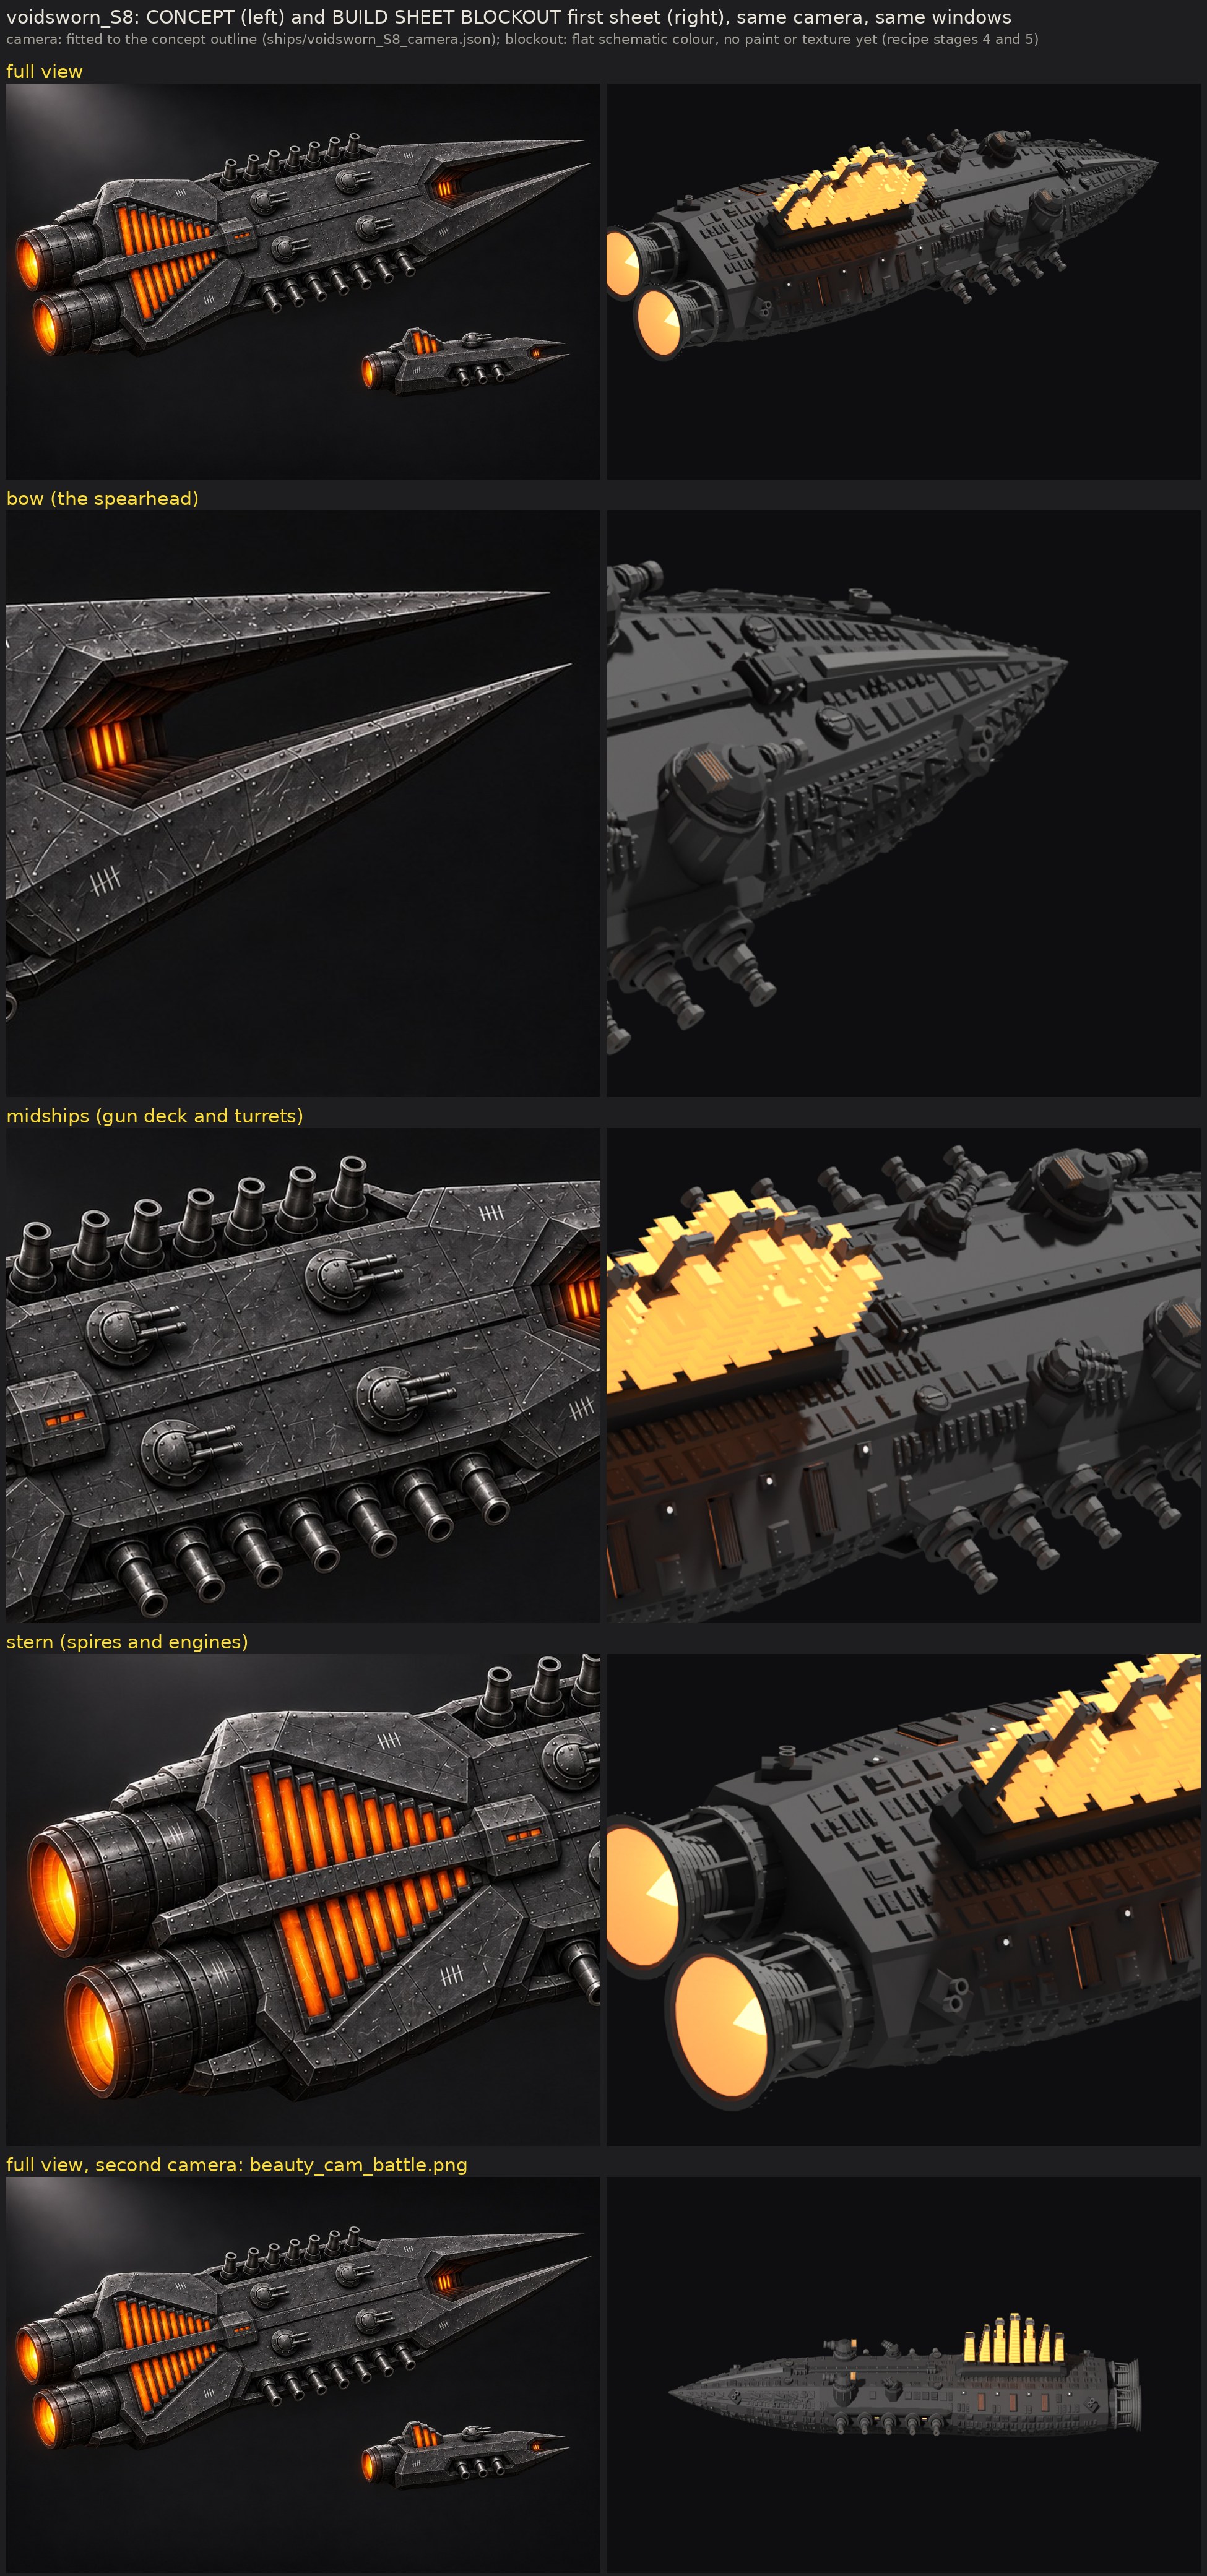 voidsworn_S8: CONCEPT (left) and BUILD SHEET BLOCKOUT first sheet (right), same camera, same windows
camera: fitted to the concept outline (ships/voidsworn_S8_camera.json); blockout: flat schematic colour, no paint or texture yet (recipe stages 4 and 5)
full view
bow (the spearhead)
midships (gun deck and turrets)
stern (spires and engines)
full view, second camera: beauty_cam_battle.png